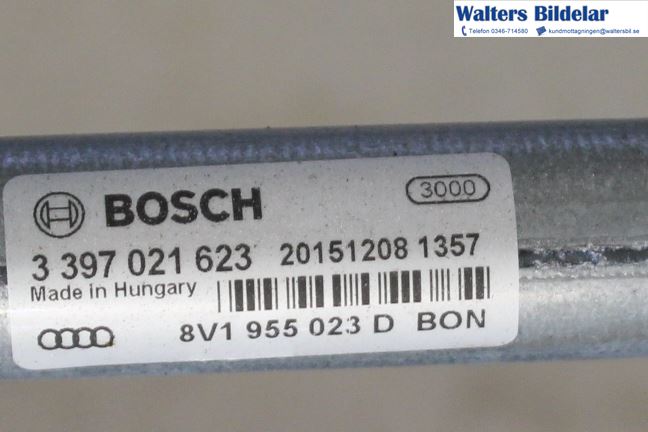 Walters Bildelar
Telefon 0346-714580 kundmottagningen@waltersbil.se
BOSCH 3000
3 397 021 623 20151208 1357
Made in Hungary
8V1 955 023 D BON